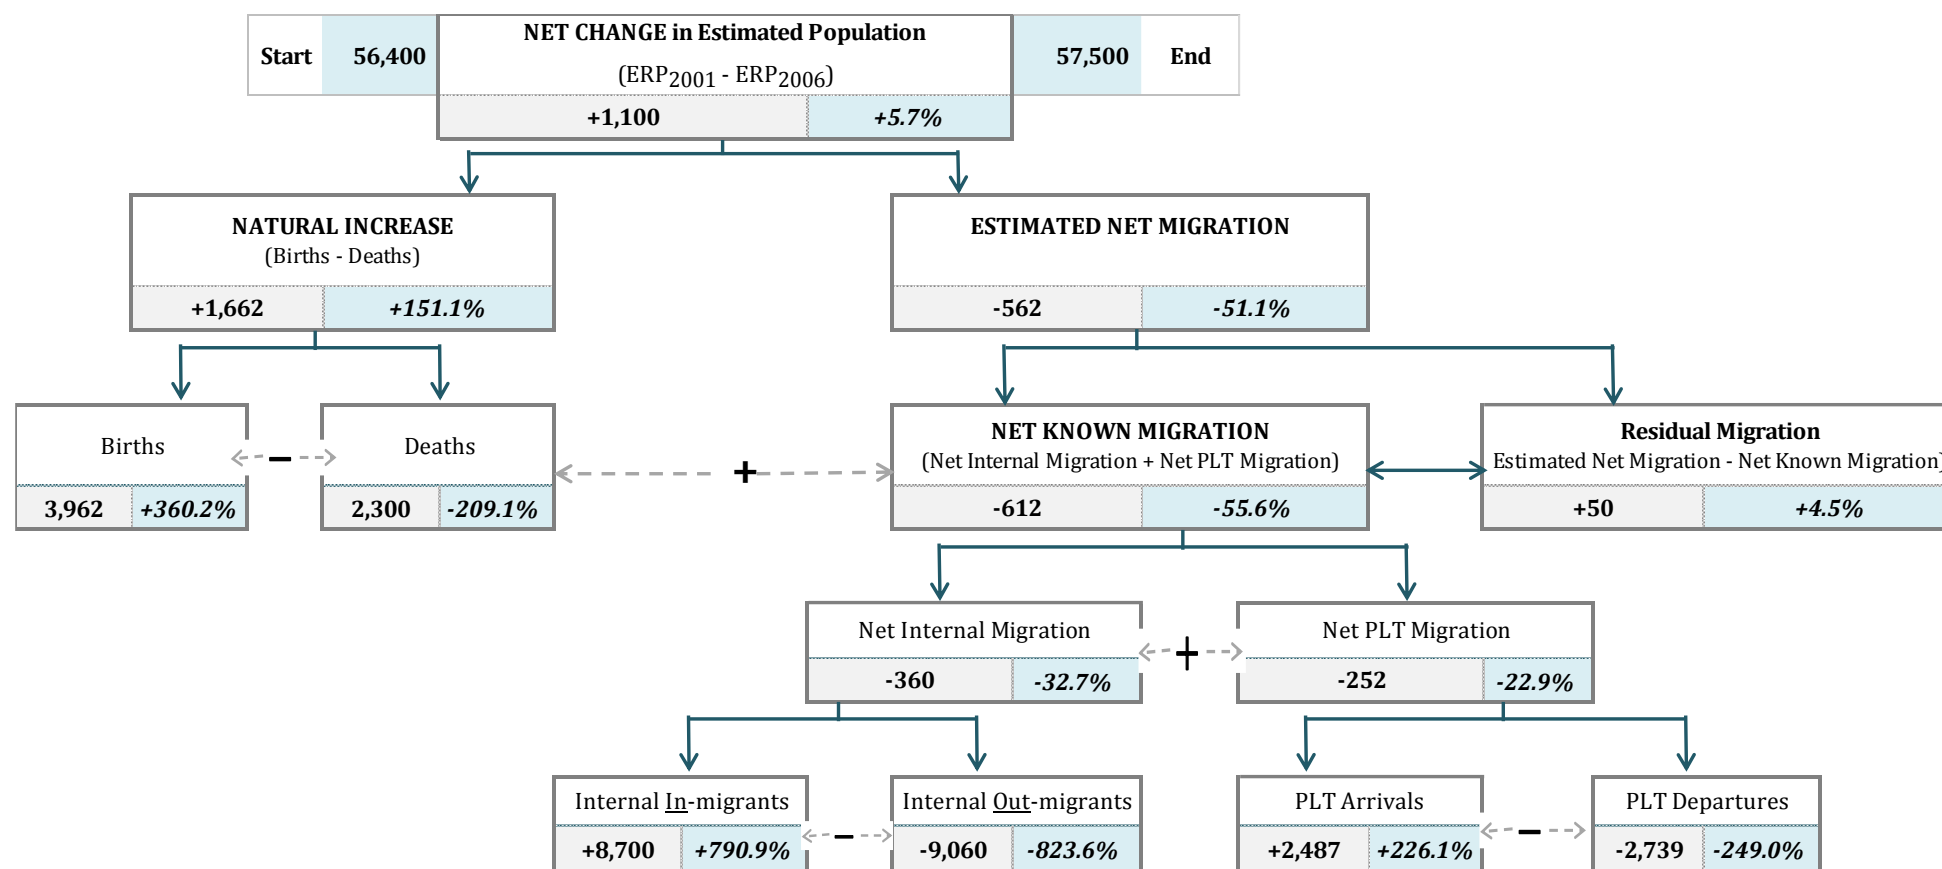 NET CHANGE in Estimated Population
Start 56,400 (ERP2001 - ERP2006) 57,500 End
+1,100 +5.7%
NATURAL INCREASE
(Births - Deaths)
+1,662 +151.1%
ESTIMATED NET MIGRATION
-562 -51.1%
Births
3,962 +360.2%
−
Deaths
2,300 -209.1%
+
NET KNOWN MIGRATION
(Net Internal Migration + Net PLT Migration)
-612 -55.6%
Residual Migration
Estimated Net Migration - Net Known Migration)
+50 +4.5%
Net Internal Migration
-360 -32.7%
+
Net PLT Migration
-252 -22.9%
Internal In-migrants
+8,700 +790.9%
−
Internal Out-migrants
-9,060 -823.6%
PLT Arrivals
+2,487 +226.1%
−
PLT Departures
-2,739 -249.0%